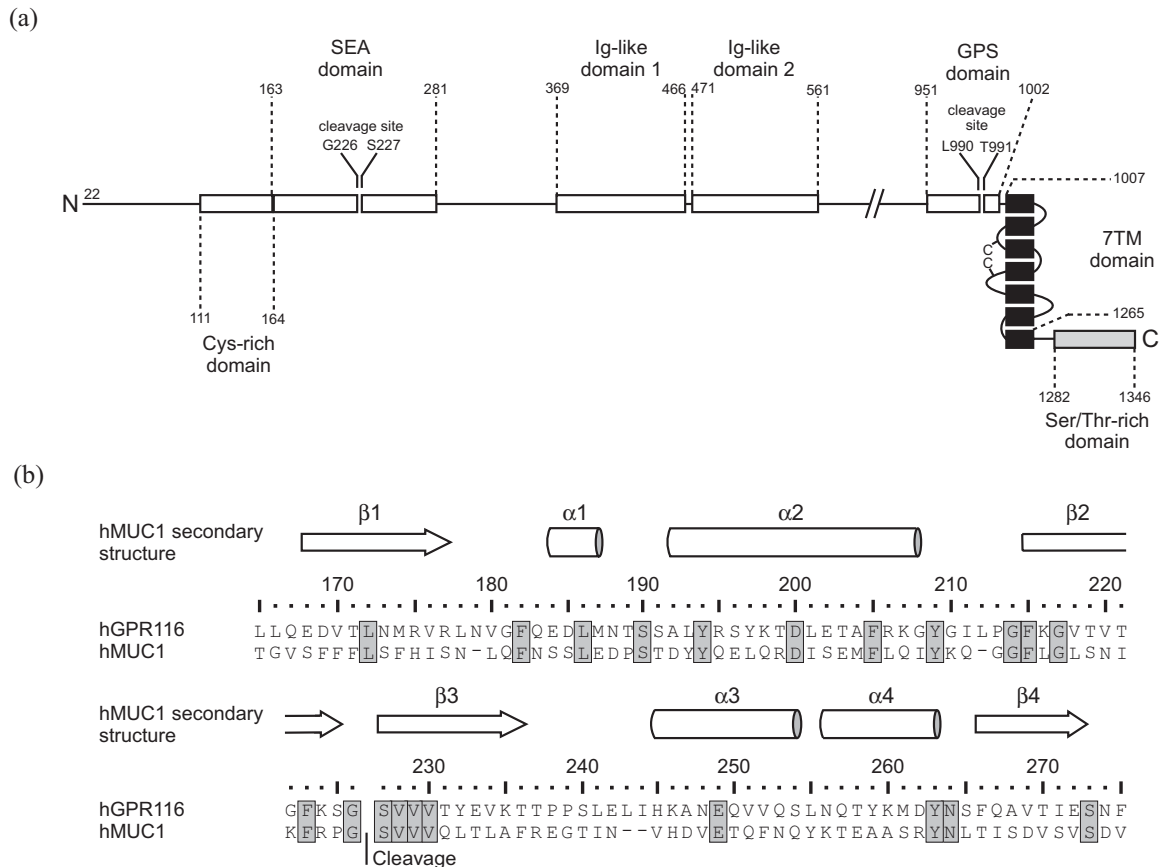 (a)
SEA domain
Ig-like domain 1
Ig-like domain 2
GPS domain
163
281
369
466
471
561
951
1002
cleavage site
G226 S227
cleavage site
L990 T991
1007
N 22
C
C
7TM domain
1265
C
111
164
Cys-rich domain
1282
1346
Ser/Thr-rich domain
(b)
β1
α1
α2
β2
hMUC1 secondary structure
170 180 190 200 210 220
hGPR116 LLQEDVTLNMRVRLNVGFQEDLMNTSSALYRSYKTDLETAFRKGYGILPGFKGVTVT
hMUC1 TGVSFFFLSFHISN-LQFNSSLEDPSTDYYQELQRDISEMFLQIYKQ-GGFLGLSNI
β3
α3
α4
β4
hMUC1 secondary structure
230 240 250 260 270
hGPR116 GFKSG SVVVTYEVKTTPPSLELIHKANEQVVQSLNQTYKMDYNSFQAVTIESNF
hMUC1 KFRPG SVVVQLTLAFREGTIN--VHDVETQFNQYKTEAASRYNLTISDVSVSDV
Cleavage